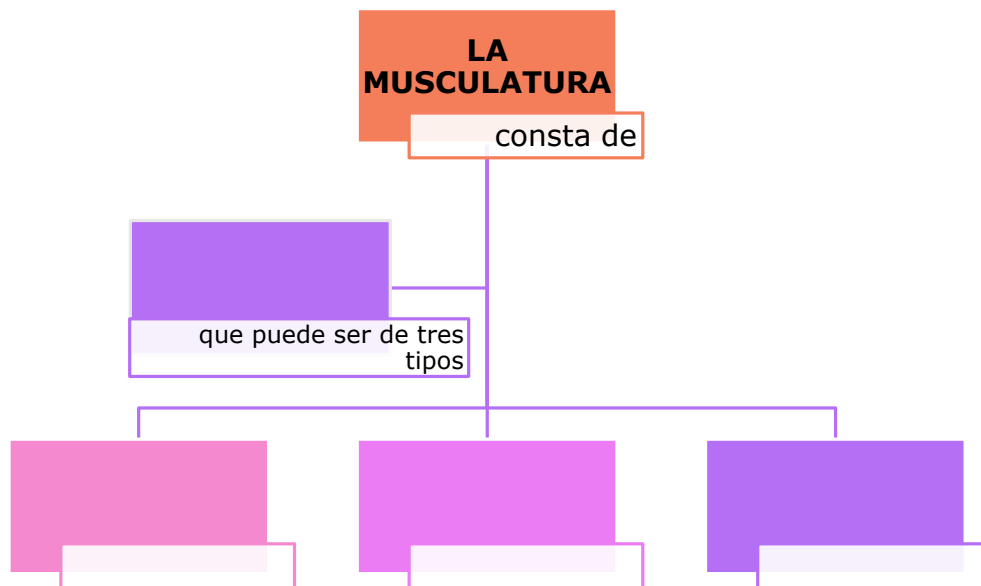 LA
MUSCULATURA
consta de
que puede ser de tres
tipos